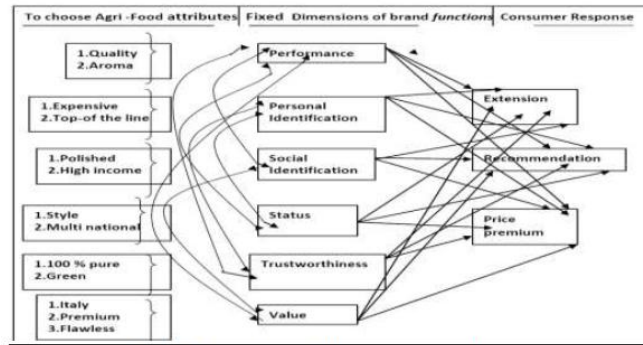 To choose Agri -Food attributes Fixed Dimensions of brand functions Consumer Response
1.Quality
2.Aroma
Performance
1.Expensive
2.Top-of the line
Personal
Identification
Extension
1.Polished
2.High income
Social
Identification
Recommendation
1.Style
2.Multi national
Status
Price
premium
1.100 % pure
2.Green
Trustworthiness
1.Italy
2.Premium
3.Flawless
Value